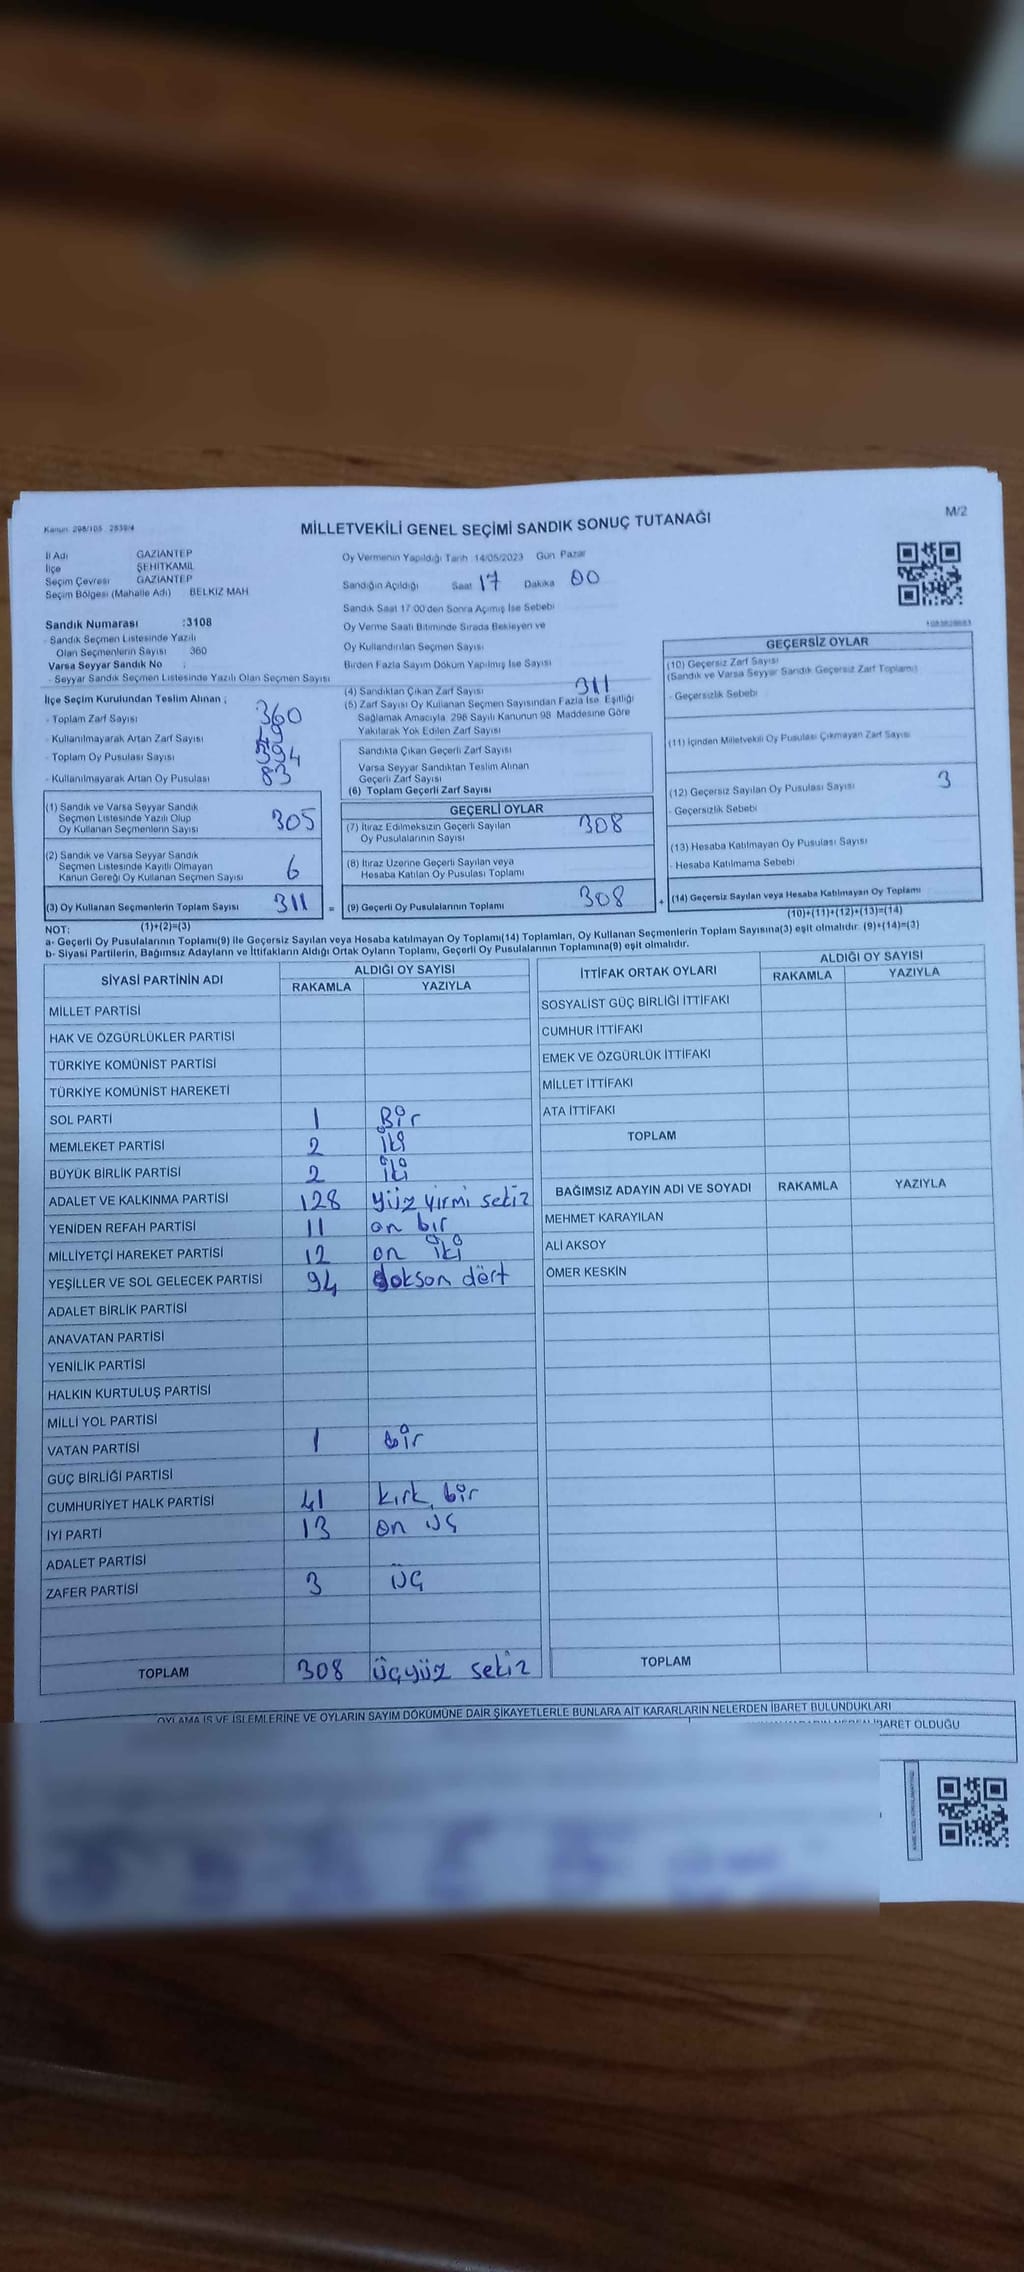 Kanun 298/105 2839/4
MİLLETVEKİLİ GENEL SEÇİMİ SANDIK SONUÇ TUTANAĞI
M/2
İl Adı GAZİANTEP
İlçe ŞEHİTKAMİL
Seçim Çevresi GAZİANTEP
Seçim Bölgesi (Mahalle Adı) BELKIZ MAH
Oy Vermenin Yapıldığı Tarih 14/05/2023 Gün Pazar
Sandığın Açıldığı Saat 17 Dakika 00
Sandık Saat 17 00'den Sonra Açımış İse Sebebi
Oy Verme Saati Bitiminde Sırada Bekleyen ve
Oy Kullandırılan Seçmen Sayısı
Birden Fazla Sayım Döküm Yapılmış İse Sayısı
Sandık Numarası :3108
- Sandık Seçmen Listesinde Yazılı
Olan Seçmenlerin Sayısı 360
Varsa Seyyar Sandık No :
- Seyyar Sandık Seçmen Listesinde Yazılı Olan Seçmen Sayısı
İlçe Seçim Kurulundan Teslim Alınan ;
- Toplam Zarf Sayısı 360
- Kullanılmayarak Artan Zarf Sayısı
- Toplam Oy Pusulası Sayısı 394
- Kullanılmayarak Artan Oy Pusulası 83
(4) Sandıktan Çıkan Zarf Sayısı 311
(5) Zarf Sayısı Oy Kullanan Seçmen Sayısından Fazla İse, Eşitliği
Sağlamak Amacıyla, 298 Sayılı Kanunun 98. Maddesine Göre
Yakılarak Yok Edilen Zarf Sayısı
Sandıkta Çıkan Geçerli Zarf Sayısı
Varsa Seyyar Sandıktan Teslim Alınan
Geçerli Zarf Sayısı
(6) Toplam Geçerli Zarf Sayısı
GEÇERSİZ OYLAR
(10) Geçersiz Zarf Sayısı
(Sandık ve Varsa Seyyar Sandık Geçersiz Zarf Toplamı)
- Geçersizlik Sebebi
(11) İçinden Milletvekili Oy Pusulası Çıkmayan Zarf Sayısı
(12) Geçersiz Sayılan Oy Pusulası Sayısı 3
- Geçersizlik Sebebi
(13) Hesaba Katılmayan Oy Pusulası Sayısı
- Hesaba Katılmama Sebebi
(14) Geçersiz Sayılan veya Hesaba Katılmayan Oy Toplamı
(10)+(11)+(12)+(13)=(14)
(1) Sandık ve Varsa Seyyar Sandık
Seçmen Listesinde Yazılı Olup
Oy Kullanan Seçmenlerin Sayısı 305
(2) Sandık ve Varsa Seyyar Sandık
Seçmen Listesinde Kayıtlı Olmayan
Kanun Gereği Oy Kullanan Seçmen Sayısı 6
(3) Oy Kullanan Seçmenlerin Toplam Sayısı 311 =
(1)+(2)=(3)
GEÇERLİ OYLAR
(7) İtiraz Edilmeksizin Geçerli Sayılan
Oy Pusulalarının Sayısı 308
(8) İtiraz Üzerine Geçerli Sayılan veya
Hesaba Katılan Oy Pusulası Toplamı
(9) Geçerli Oy Pusulalarının Toplamı 308 +
NOT:
a- Geçerli Oy Pusulalarının Toplamı(9) ile Geçersiz Sayılan veya Hesaba katılmayan Oy Toplamı(14) Toplamları, Oy Kullanan Seçmenlerin Toplam Sayısına(3) eşit olmalıdır. (9)+(14)=(3)
b- Siyasi Partilerin, Bağımsız Adayların ve İttifakların Aldığı Ortak Oyların Toplamı, Geçerli Oy Pusulalarının Toplamına(9) eşit olmalıdır.
SİYASİ PARTİNİN ADI ALDIĞI OY SAYISI
RAKAMLA YAZIYLA
MİLLET PARTİSİ
HAK VE ÖZGÜRLÜKLER PARTİSİ
TÜRKİYE KOMÜNİST PARTİSİ
TÜRKİYE KOMÜNİST HAREKETİ
SOL PARTİ 1 Bir
MEMLEKET PARTİSİ 2 iki
BÜYÜK BİRLİK PARTİSİ 2 iki
ADALET VE KALKINMA PARTİSİ 128 yüz yirmi sekiz
YENİDEN REFAH PARTİSİ 11 on bir
MİLLİYETÇİ HAREKET PARTİSİ 12 on iki
YEŞİLLER VE SOL GELECEK PARTİSİ 94 dokson dört
ADALET BİRLİK PARTİSİ
ANAVATAN PARTİSİ
YENİLİK PARTİSİ
HALKIN KURTULUŞ PARTİSİ
MİLLİ YOL PARTİSİ
VATAN PARTİSİ 1 bir
GÜÇ BİRLİĞİ PARTİSİ
CUMHURİYET HALK PARTİSİ 41 kırk bir
İYİ PARTİ 13 on üç
ADALET PARTİSİ
ZAFER PARTİSİ 3 üç
TOPLAM 308 üçyüz sekiz
İTTİFAK ORTAK OYLARI ALDIĞI OY SAYISI
RAKAMLA YAZIYLA
SOSYALİST GÜÇ BİRLİĞİ İTTİFAKI
CUMHUR İTTİFAKI
EMEK VE ÖZGÜRLÜK İTTİFAKI
MİLLET İTTİFAKI
ATA İTTİFAKI
TOPLAM
BAĞIMSIZ ADAYIN ADI VE SOYADI RAKAMLA YAZIYLA
MEHMET KARAYILAN
ALİ AKSOY
ÖMER KESKİN
TOPLAM
OYLAMA İŞ VE İŞLEMLERİNE VE OYLARIN SAYIM DÖKÜMÜNE DAİR ŞİKAYETLERLE BUNLARA AİT KARARLARIN NELERDEN İBARET BULUNDUKLARI
İBARET OLDUĞU